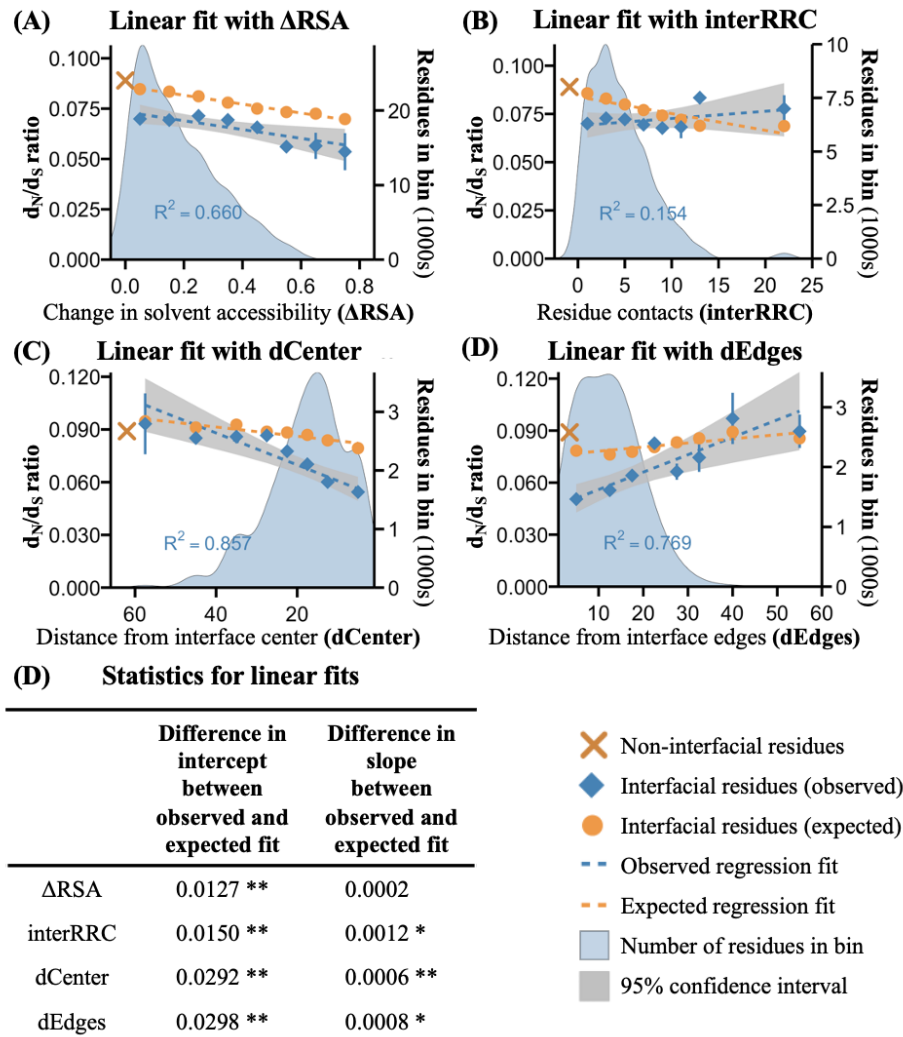 (A) Linear fit with ΔRSA
0.100
0.075
0.050
0.025
0.000
dN/dS ratio
R² = 0.660
20
10
0
Residues in bin (1000s)
0.0 0.2 0.4 0.6 0.8
Change in solvent accessibility (ΔRSA)
(B) Linear fit with interRRC
0.100
0.075
0.050
0.025
0.000
dN/dS ratio
R² = 0.154
10
7.5
5
2.5
0
Residues in bin (1000s)
0 5 10 15 20 25
Residue contacts (interRRC)
(C) Linear fit with dCenter
0.120
0.090
0.060
0.030
0.000
dN/dS ratio
R² = 0.857
3
2
1
0
Residues in bin (1000s)
60 40 20
Distance from interface center (dCenter)
(D) Linear fit with dEdges
0.120
0.090
0.060
0.030
0.000
dN/dS ratio
R² = 0.769
3
2
1
0
Residues in bin (1000s)
10 20 30 40 50 60
Distance from interface edges (dEdges)
(D) Statistics for linear fits
Difference in
intercept
between
observed and
expected fit
Difference in
slope
between
observed and
expected fit
ΔRSA 0.0127 ** 0.0002
interRRC 0.0150 ** 0.0012 *
dCenter 0.0292 ** 0.0006 **
dEdges 0.0298 ** 0.0008 *
Non-interfacial residues
Interfacial residues (observed)
Interfacial residues (expected)
Observed regression fit
Expected regression fit
Number of residues in bin
95% confidence interval